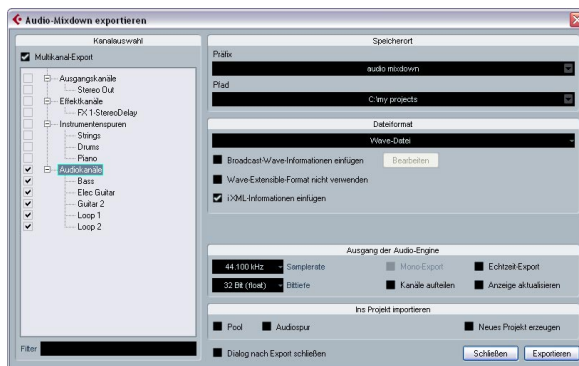 Audio-Mixdown exportieren
Kanalauswahl
Multikanal-Export
Ausgangskanäle
Stereo Out
Effektkanäle
FX 1-StereoDelay
Instrumentenspuren
Strings
Drums
Piano
Audiokanäle
Bass
Elec Guitar
Guitar 2
Loop 1
Loop 2
Filter
Speicherort
Präfix
audio mixdown
Pfad
C:\my projects
Dateiformat
Wave-Datei
Broadcast-Wave-Informationen einfügen Bearbeiten
Wave-Extensible-Format nicht verwenden
iXML-Informationen einfügen
Ausgang der Audio-Engine
44.100 kHz Samplerate Mono-Export Echtzeit-Export
32 Bit (float) Bittiefe Kanäle aufteilen Anzeige aktualisieren
Ins Projekt importieren
Pool Audiospur Neues Projekt erzeugen
Dialog nach Export schließen Schließen Exportieren